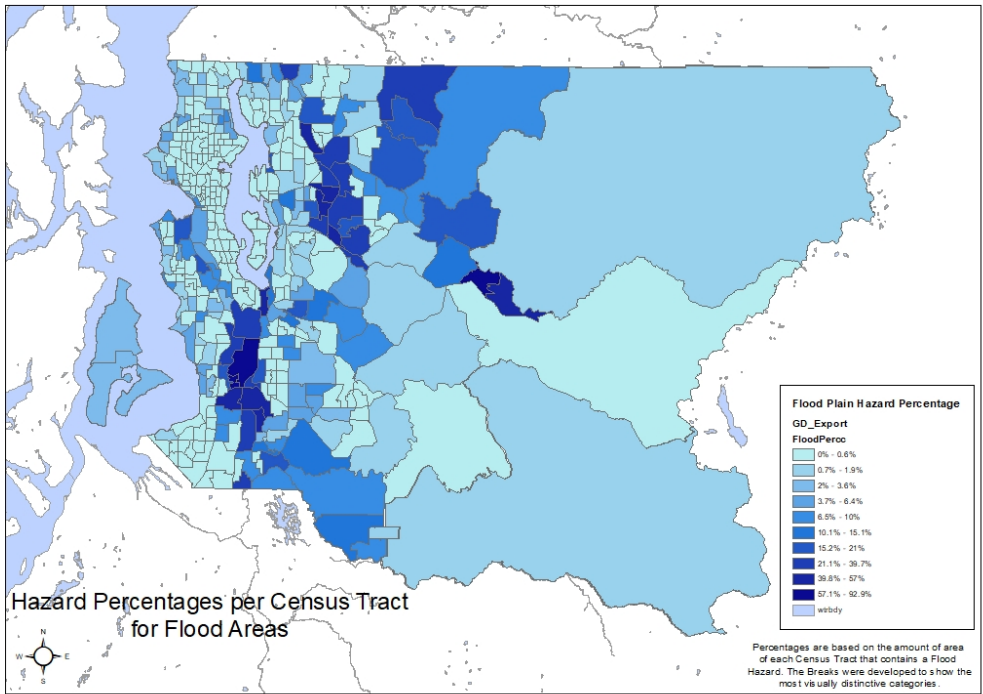 Flood Plain Hazard Percentage
GD_Export
FloodPercc
0% - 0.6%
0.7% - 1.9%
2% - 3.6%
3.7% - 6.4%
6.5% - 10%
10.1% - 15.1%
15.2% - 21%
21.1% - 39.7%
39.8% - 57%
57.1% - 92.9%
wtrbdy
Hazard Percentages per Census Tract
for Flood Areas
N
W E
S
Percentages are based on the amount of area
of each Census Tract that contains a Flood
Hazard. The Breaks were developed to show the
most visually distinctive categories.